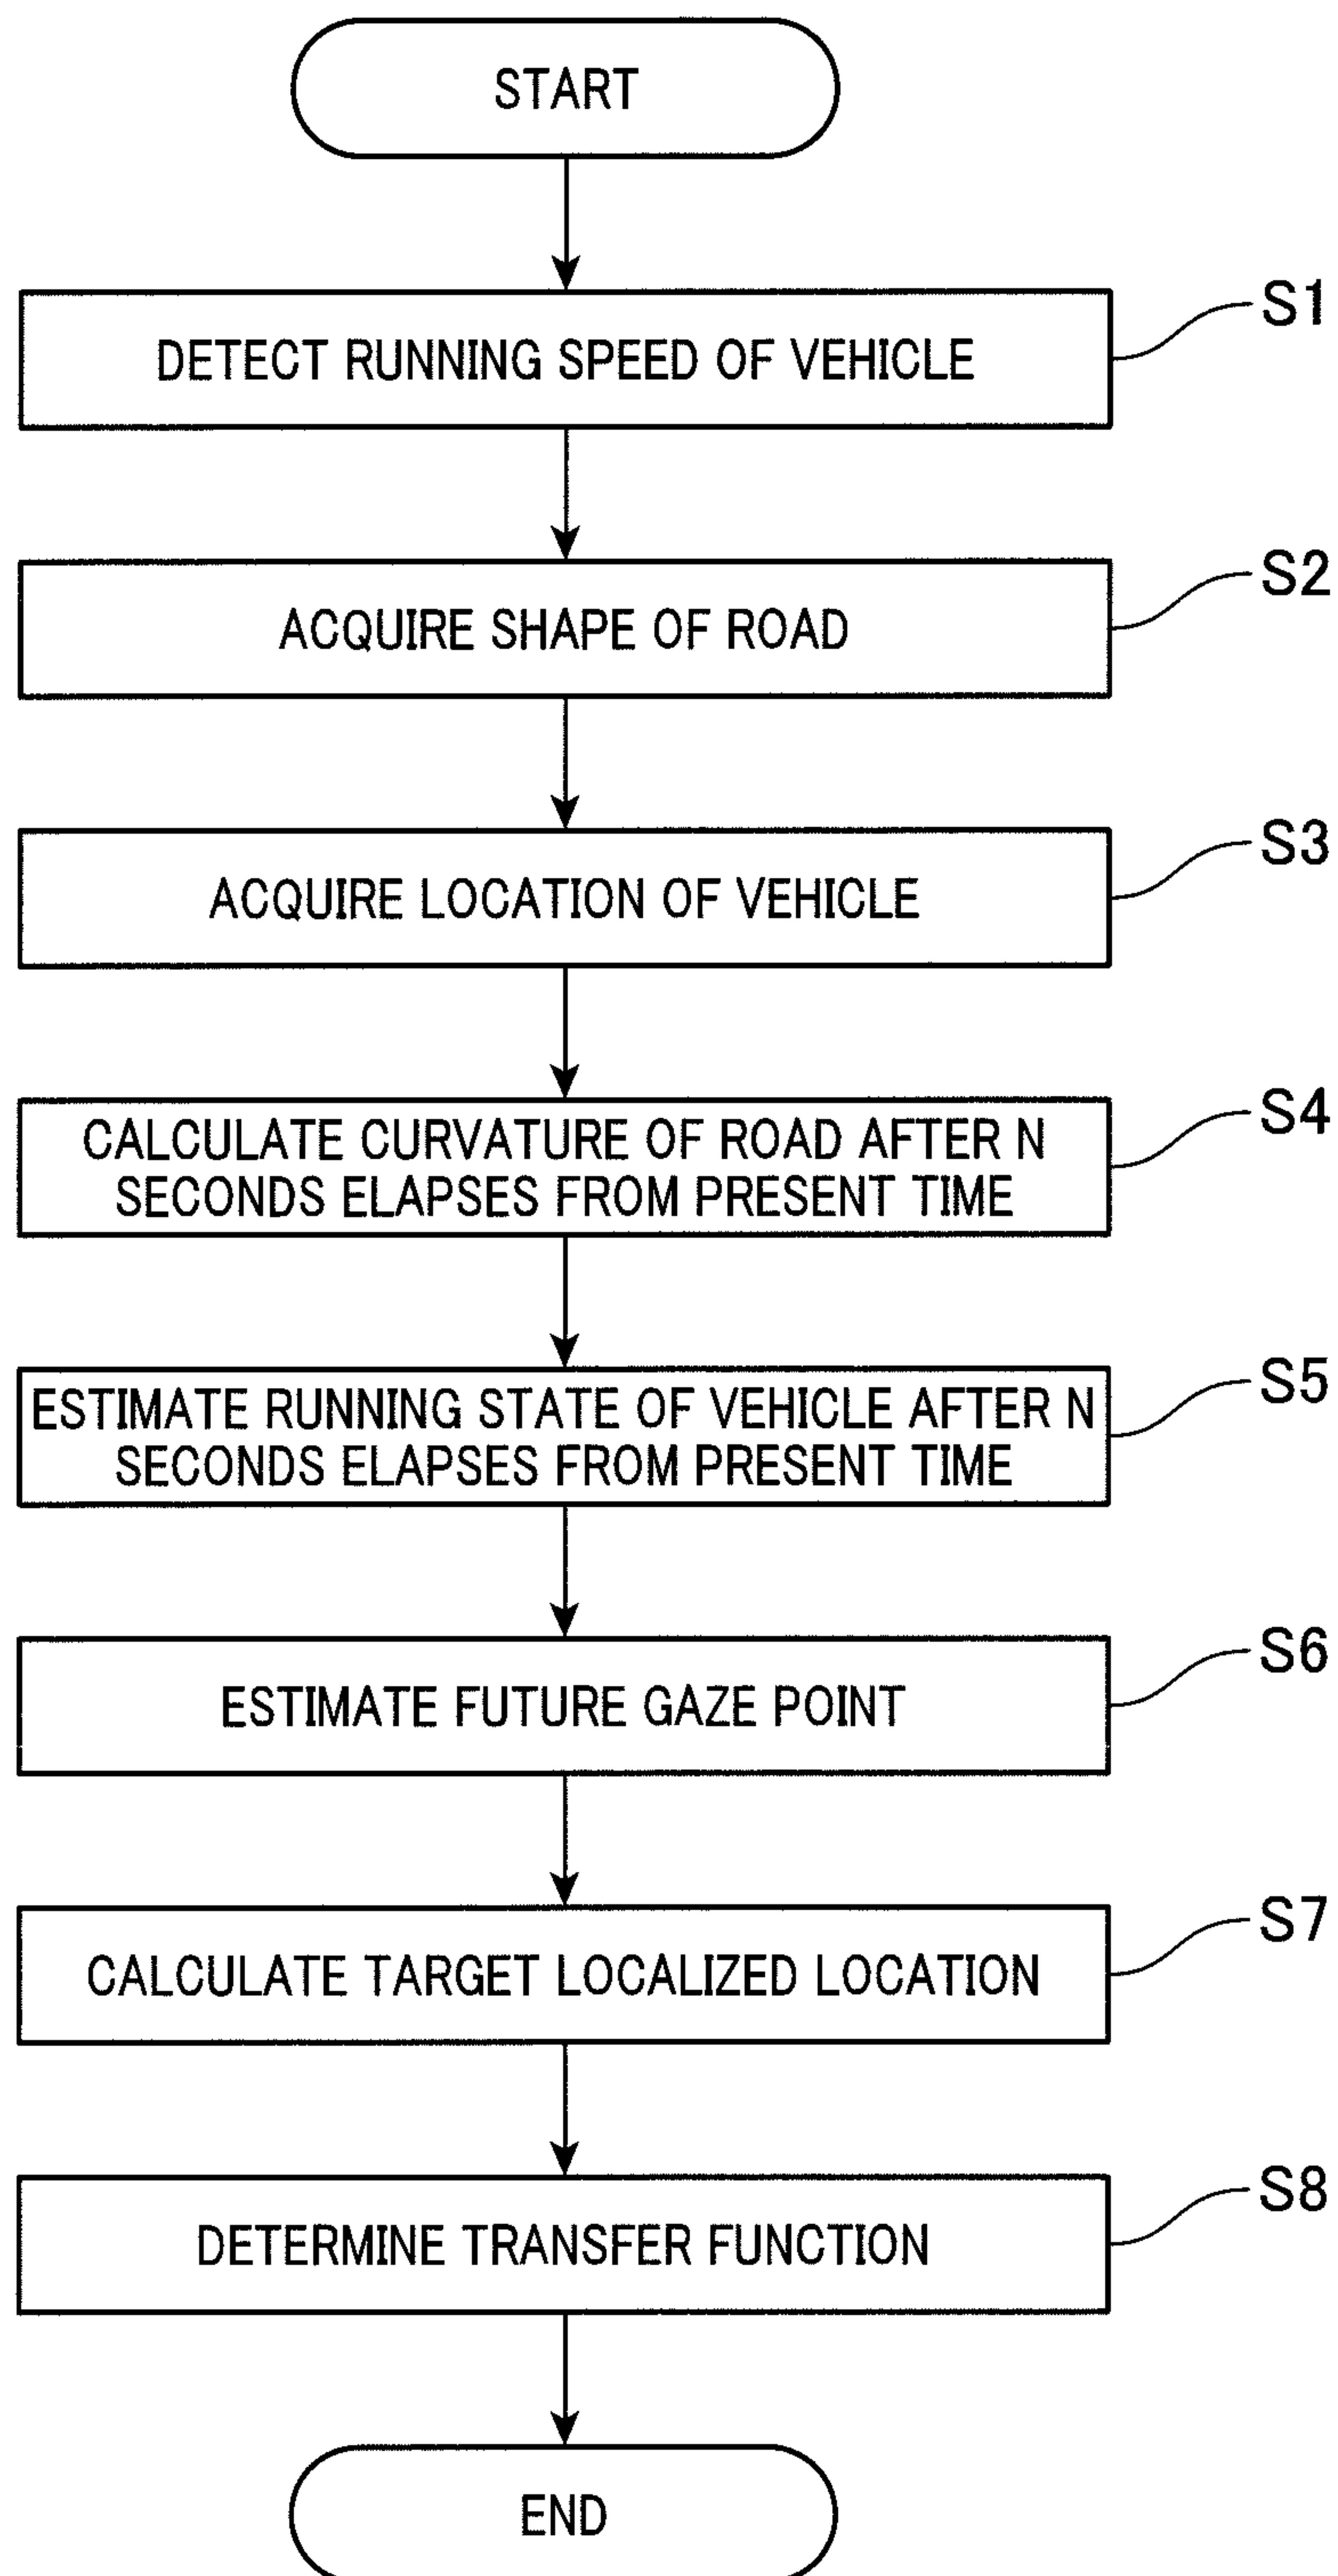 START
DETECT RUNNING SPEED OF VEHICLE
S1
ACQUIRE SHAPE OF ROAD
S2
ACQUIRE LOCATION OF VEHICLE
S3
CALCULATE CURVATURE OF ROAD AFTER N
SECONDS ELAPSES FROM PRESENT TIME
S4
ESTIMATE RUNNING STATE OF VEHICLE AFTER N
SECONDS ELAPSES FROM PRESENT TIME
S5
ESTIMATE FUTURE GAZE POINT
S6
CALCULATE TARGET LOCALIZED LOCATION
S7
DETERMINE TRANSFER FUNCTION
S8
END